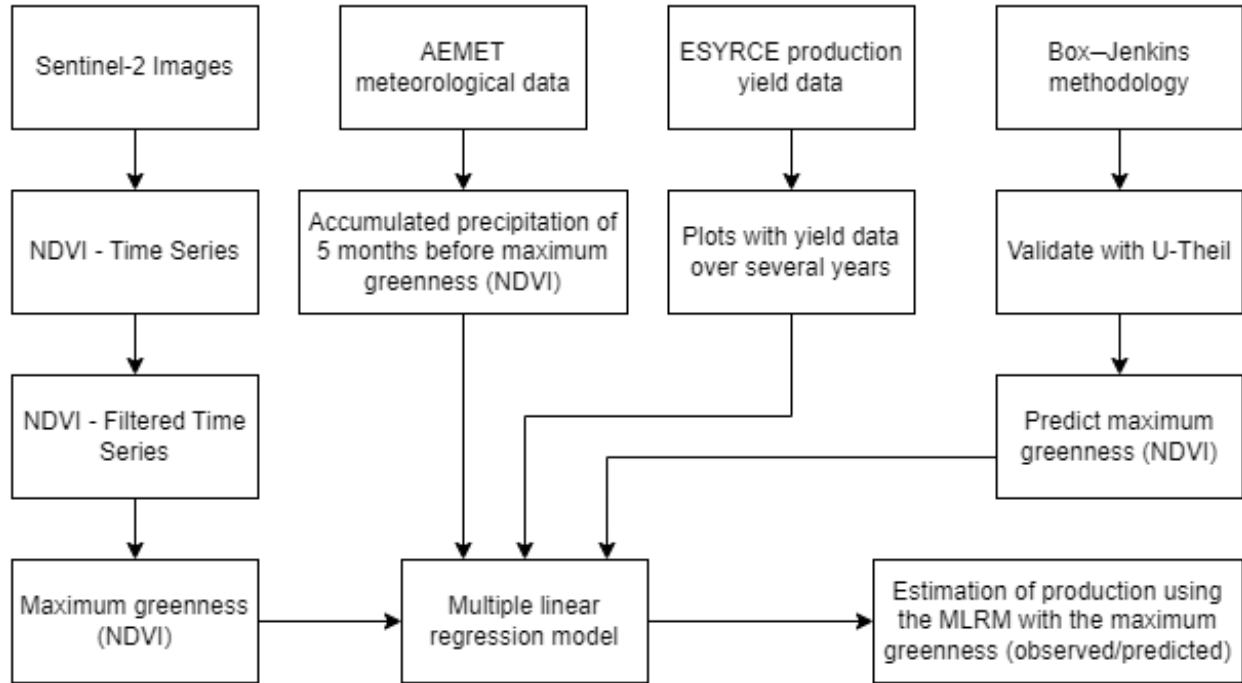 Sentinel-2 Images
AEMET
meteorological data
ESYRCE production
yield data
Box–Jenkins
methodology
NDVI - Time Series
Accumulated precipitation of
5 months before maximum
greenness (NDVI)
Plots with yield data
over several years
Validate with U-Theil
NDVI - Filtered Time
Series
Predict maximum
greenness (NDVI)
Maximum greenness
(NDVI)
Multiple linear
regression model
Estimation of production using
the MLRM with the maximum
greenness (observed/predicted)